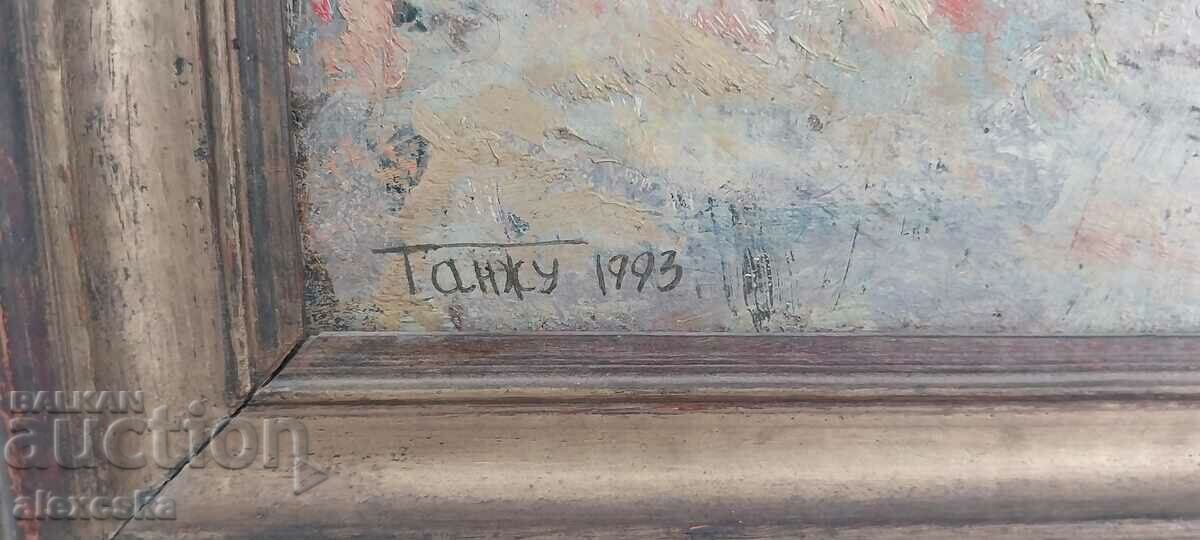 Танжу 1993
BALKAN
auction
alexcska